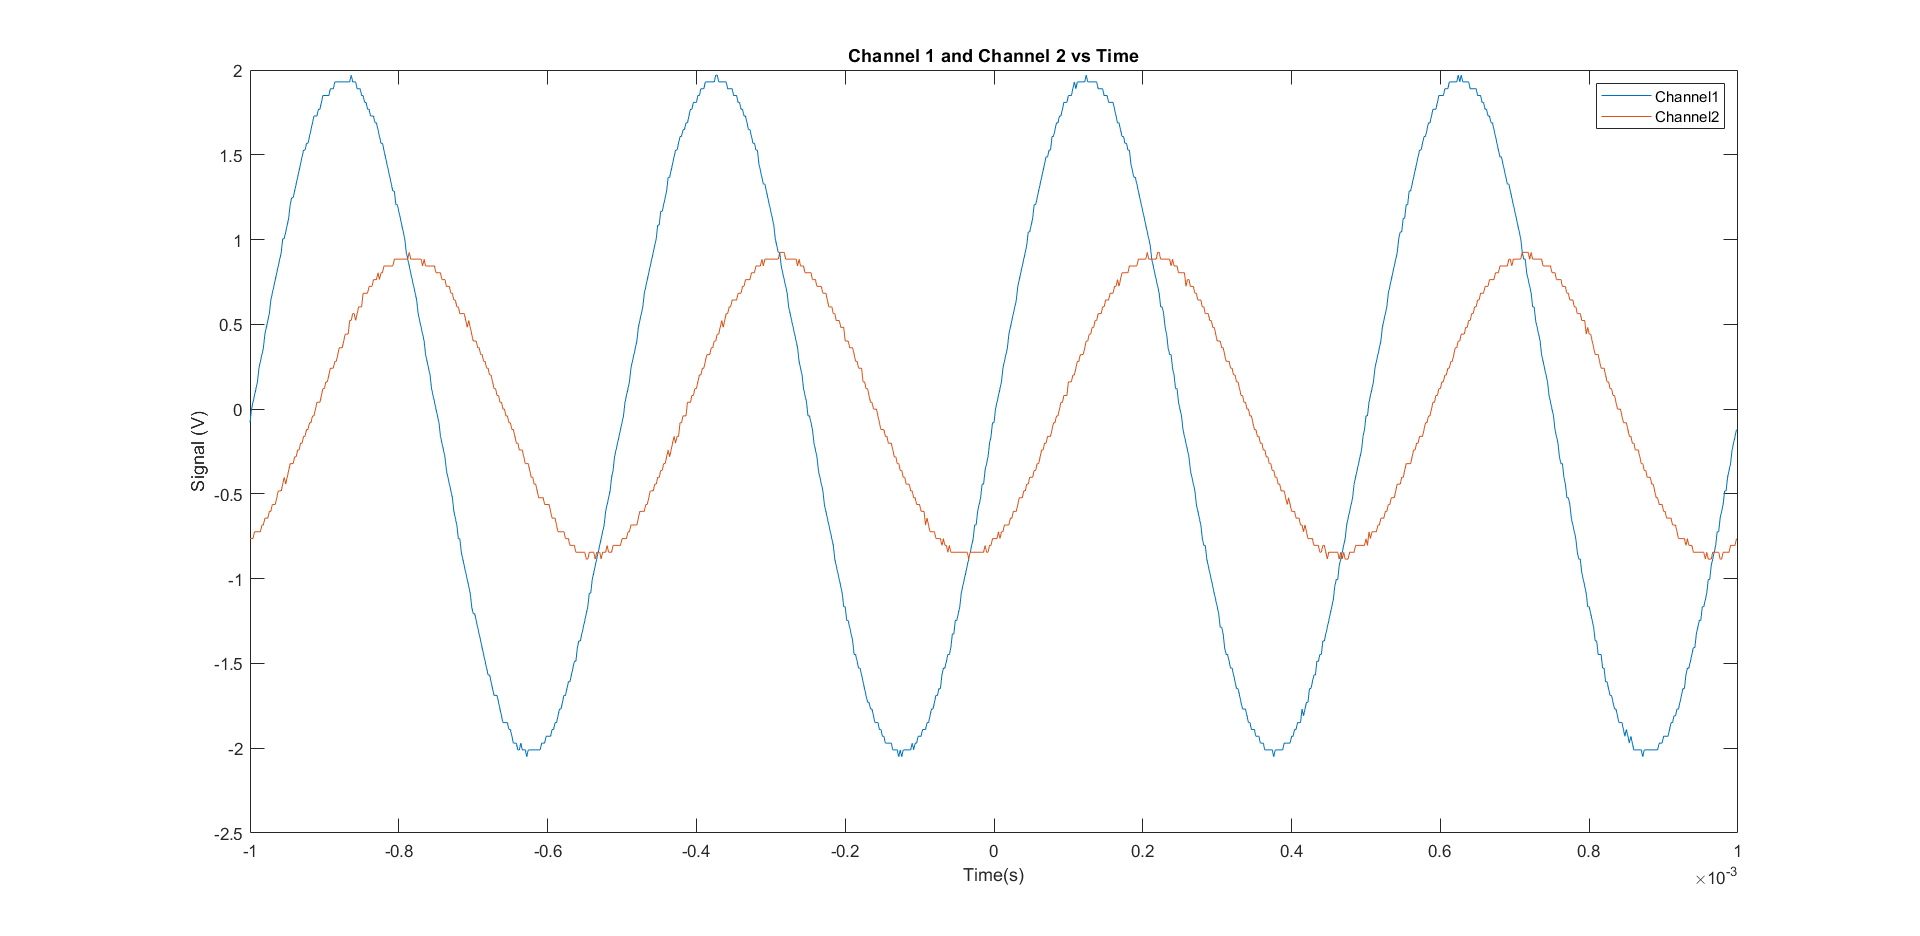 Channel 1 and Channel 2 vs Time
Channel1
Channel2
Signal (V)
2
1.5
1
0.5
0
-0.5
-1
-1.5
-2
-2.5
-1 -0.8 -0.6 -0.4 -0.2 0 0.2 0.4 0.6 0.8 1
Time(s)
×10⁻³